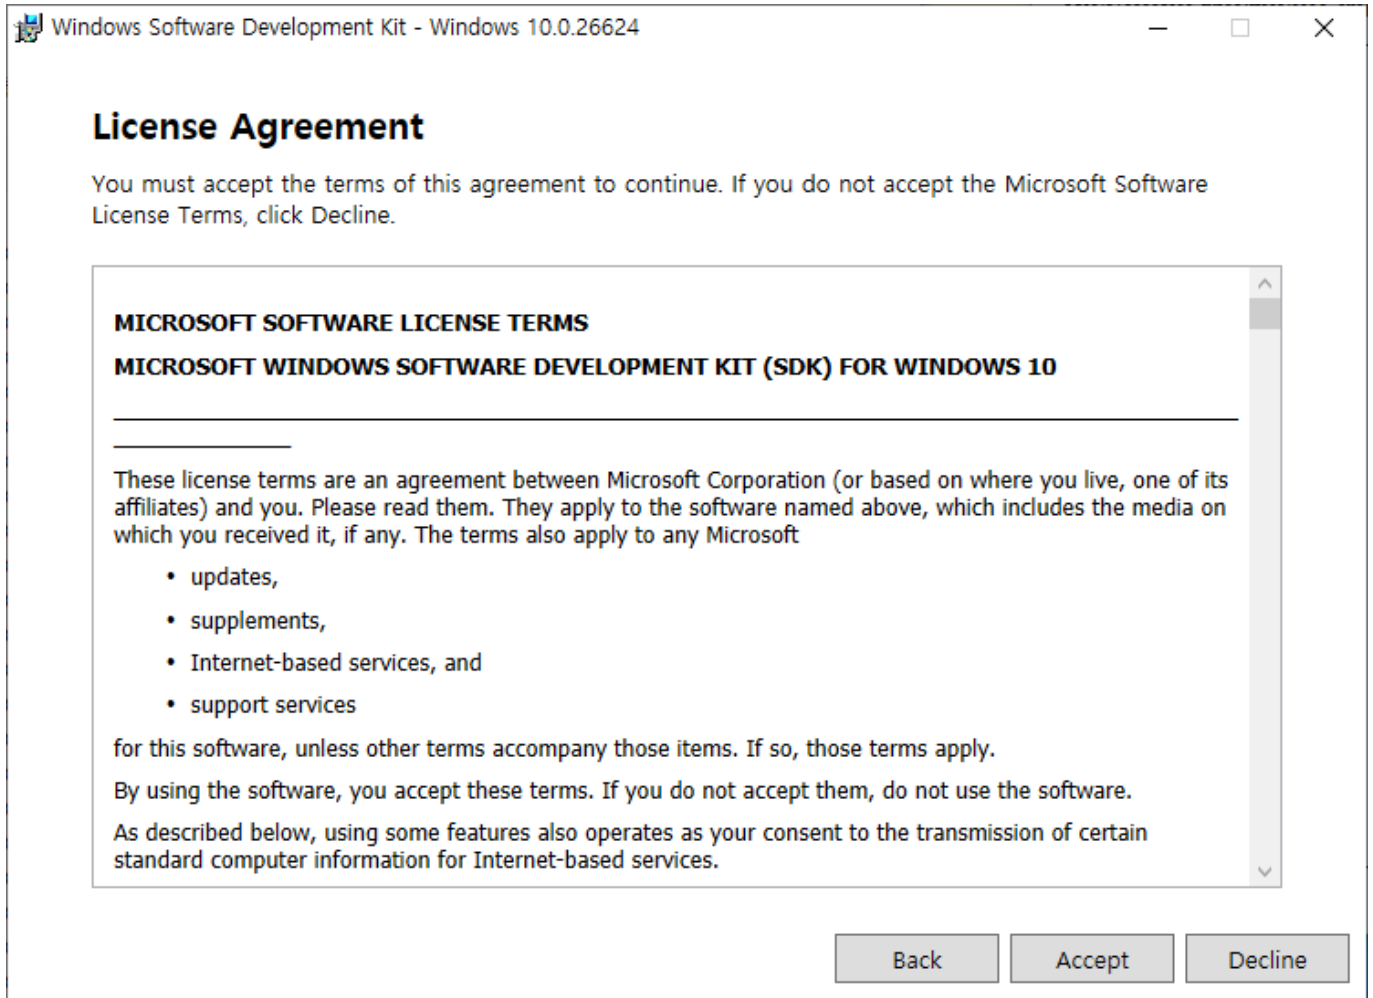 Windows Software Development Kit - Windows 10.0.26624
License Agreement
You must accept the terms of this agreement to continue. If you do not accept the Microsoft Software
License Terms, click Decline.
MICROSOFT SOFTWARE LICENSE TERMS
MICROSOFT WINDOWS SOFTWARE DEVELOPMENT KIT (SDK) FOR WINDOWS 10
These license terms are an agreement between Microsoft Corporation (or based on where you live, one of its
affiliates) and you. Please read them. They apply to the software named above, which includes the media on
which you received it, if any. The terms also apply to any Microsoft
• updates,
• supplements,
• Internet-based services, and
• support services
for this software, unless other terms accompany those items. If so, those terms apply.
By using the software, you accept these terms. If you do not accept them, do not use the software.
As described below, using some features also operates as your consent to the transmission of certain
standard computer information for Internet-based services.
Back
Accept
Decline